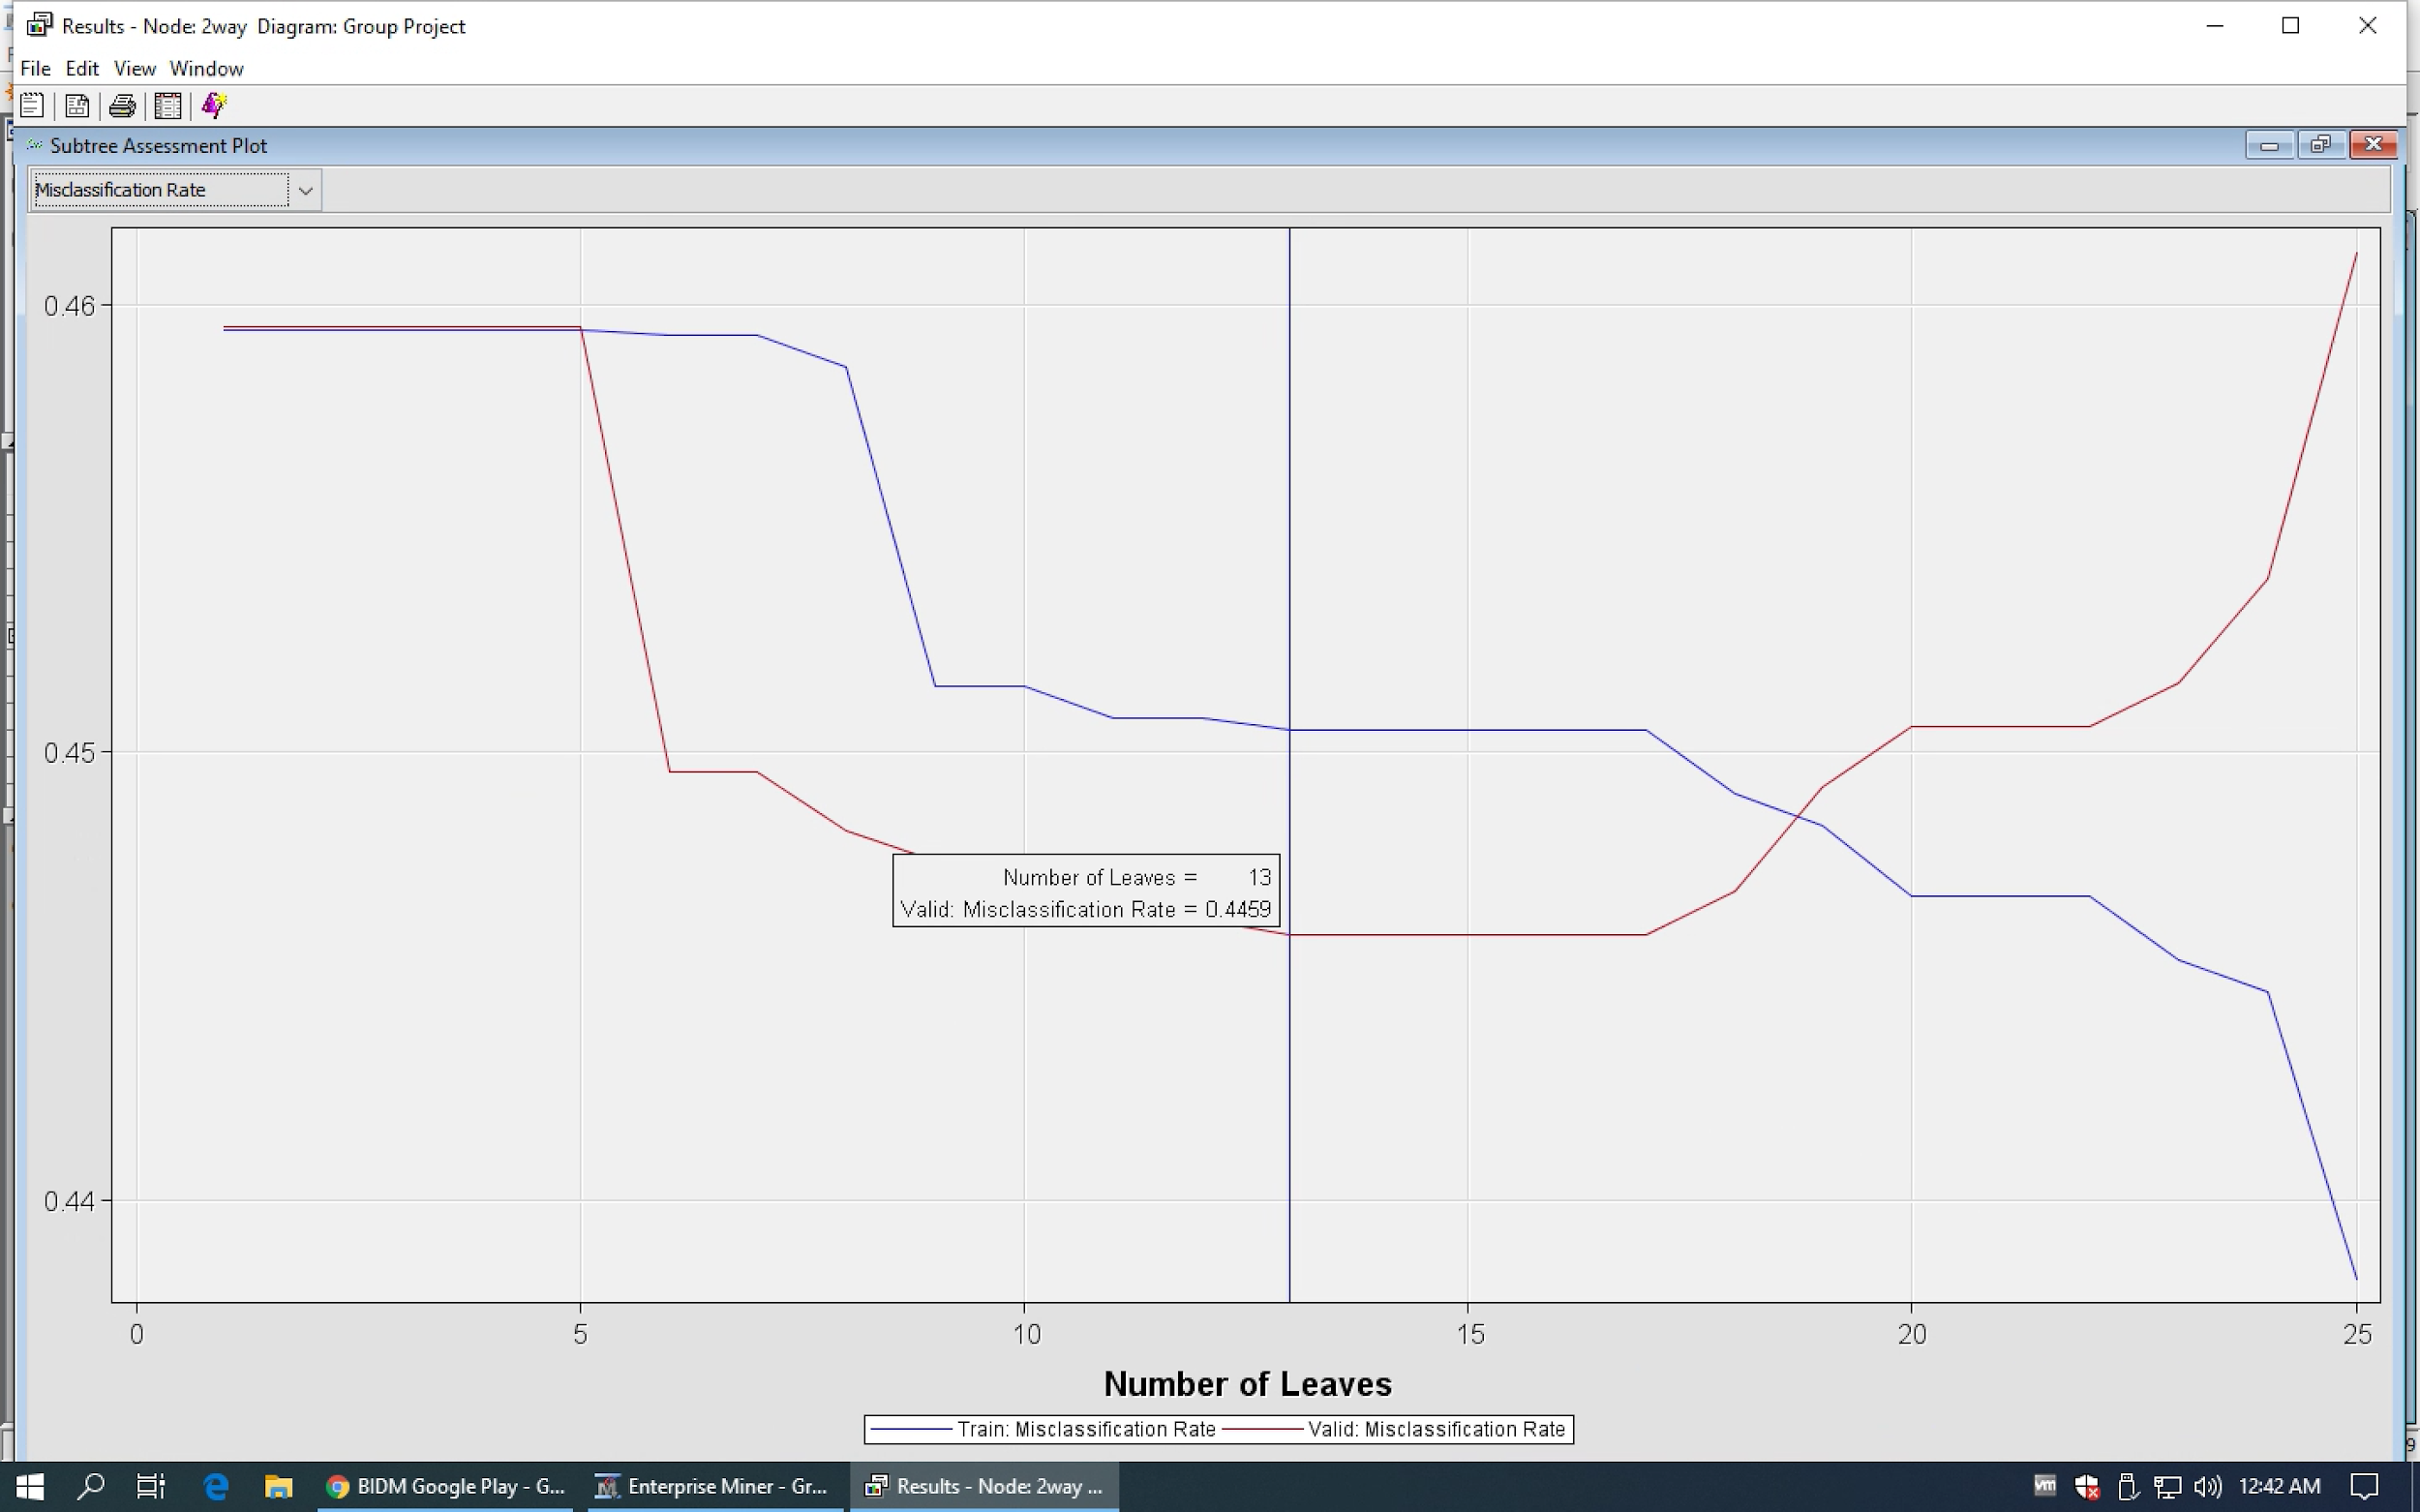 Results - Node: 2way Diagram: Group Project
File Edit View Window
Subtree Assessment Plot
Misclassification Rate
0.46
0.45
0.44
Number of Leaves = 13
Valid: Misclassification Rate = 0.4459
0 5 10 15 20 25
Number of Leaves
Train: Misclassification Rate Valid: Misclassification Rate
BIDM Google Play - G... Enterprise Miner - Gr... Results - Node: 2way ... vm 12:42 AM